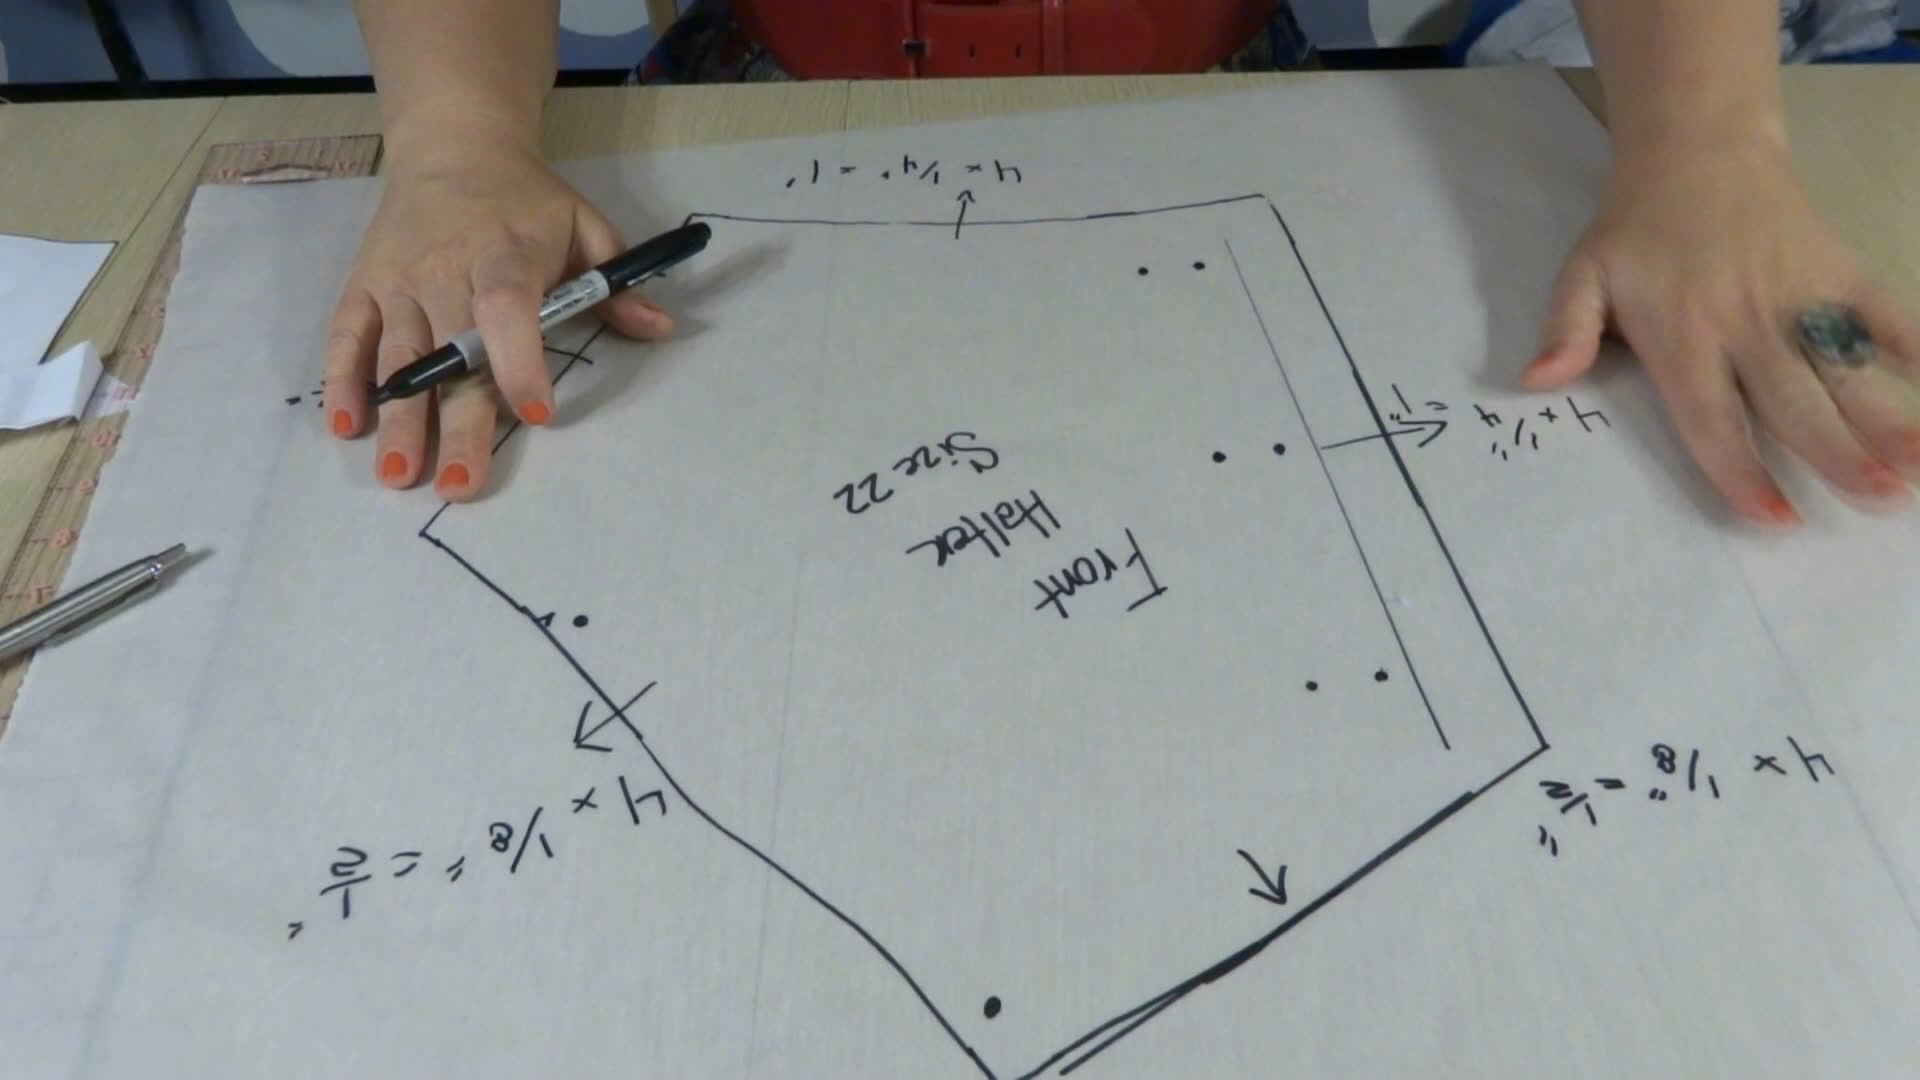 Front
Halter
Size 22
4 x 1/4" = 1"
4 x 1/4" = 1"
4 x 1/8" = 1/2"
4 x 1/8" = 1/2"